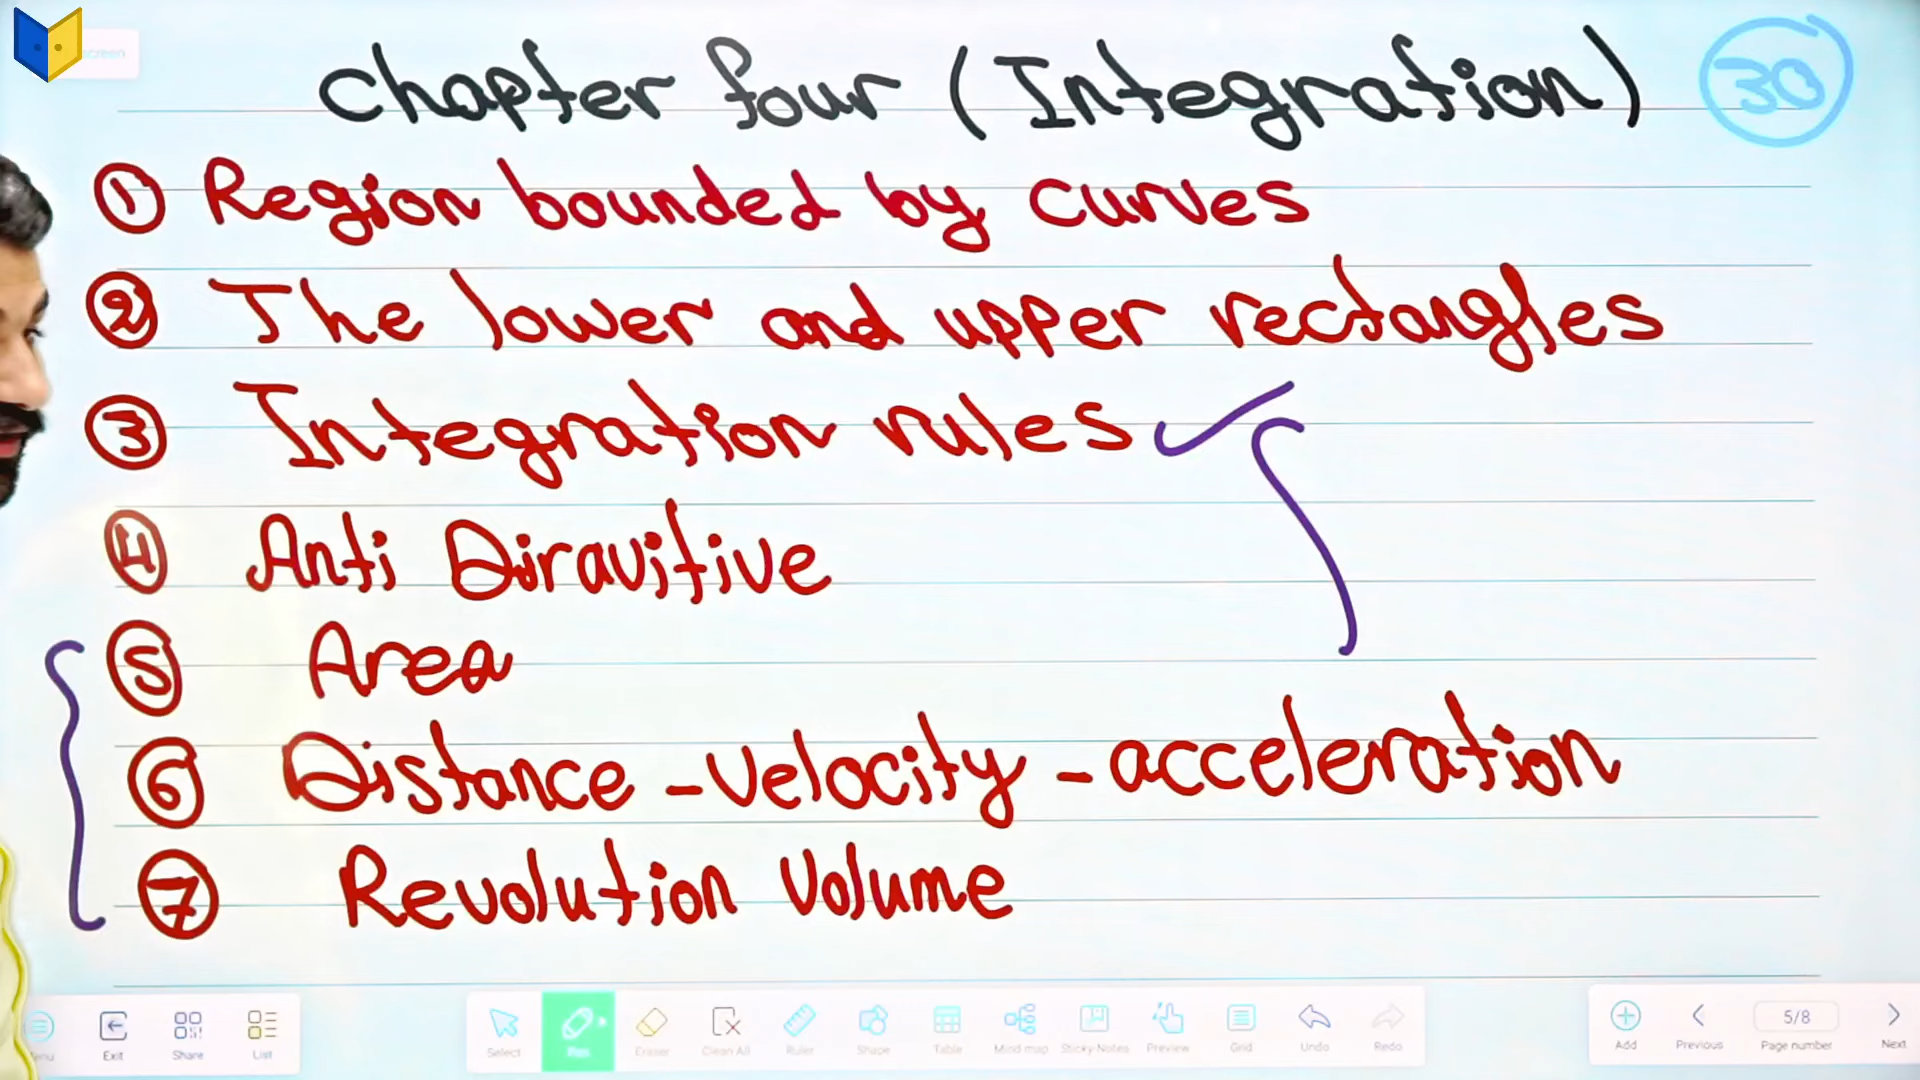 screen
Chapter four (Integration) 30
1 Region bounded by curves
2 The lower and upper rectangles
3 Integration rules
4 Anti Diravitive
5 Area
6 Distance - Velocity - acceleration
7 Revolution Volume
Exit Share List Select Pen Eraser Clean All Ruler Shape Table Mind map Sticky Notes Preview Grid Undo Redo Add Previous 5/8 Page number Next